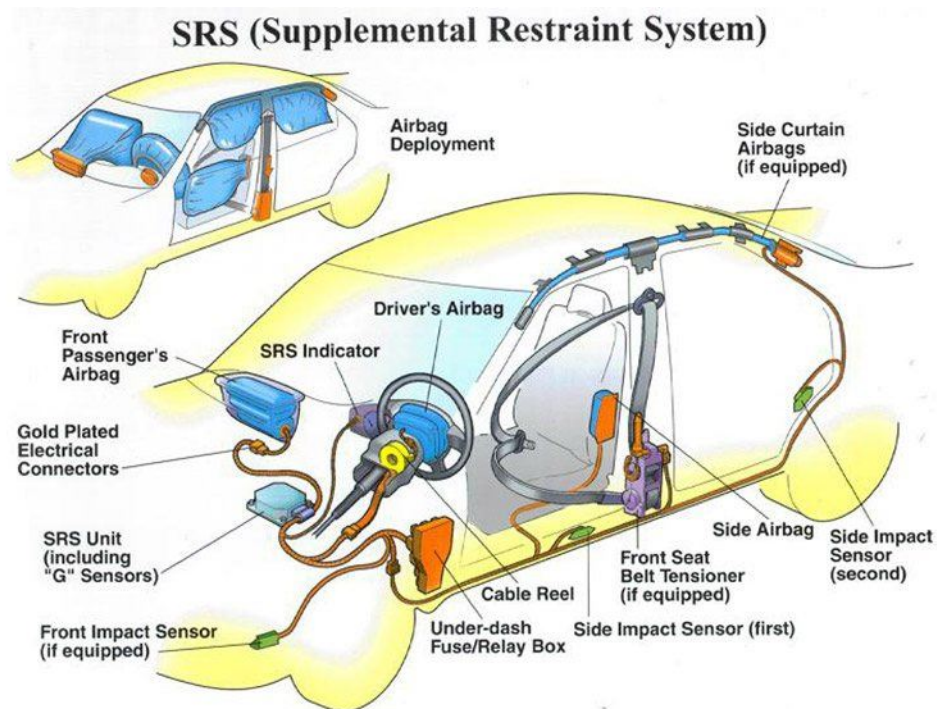 SRS (Supplemental Restraint System)
Airbag
Deployment
Side Curtain
Airbags
(if equipped)
Driver's Airbag
Front
Passenger's
Airbag
SRS Indicator
Gold Plated
Electrical
Connectors
SRS Unit
(including
"G" Sensors)
Side Airbag
Side Impact
Sensor
(second)
Front Seat
Belt Tensioner
(if equipped)
Cable Reel
Side Impact Sensor (first)
Under-dash
Fuse/Relay Box
Front Impact Sensor
(if equipped)